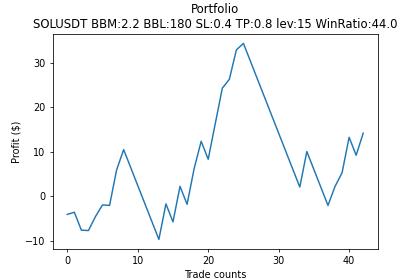 Portfolio
SOLUSDT BBM:2.2 BBL:180 SL:0.4 TP:0.8 lev:15 WinRatio:44.0
Profit ($)
30
20
10
0
−10
0
10
20
30
40
Trade counts